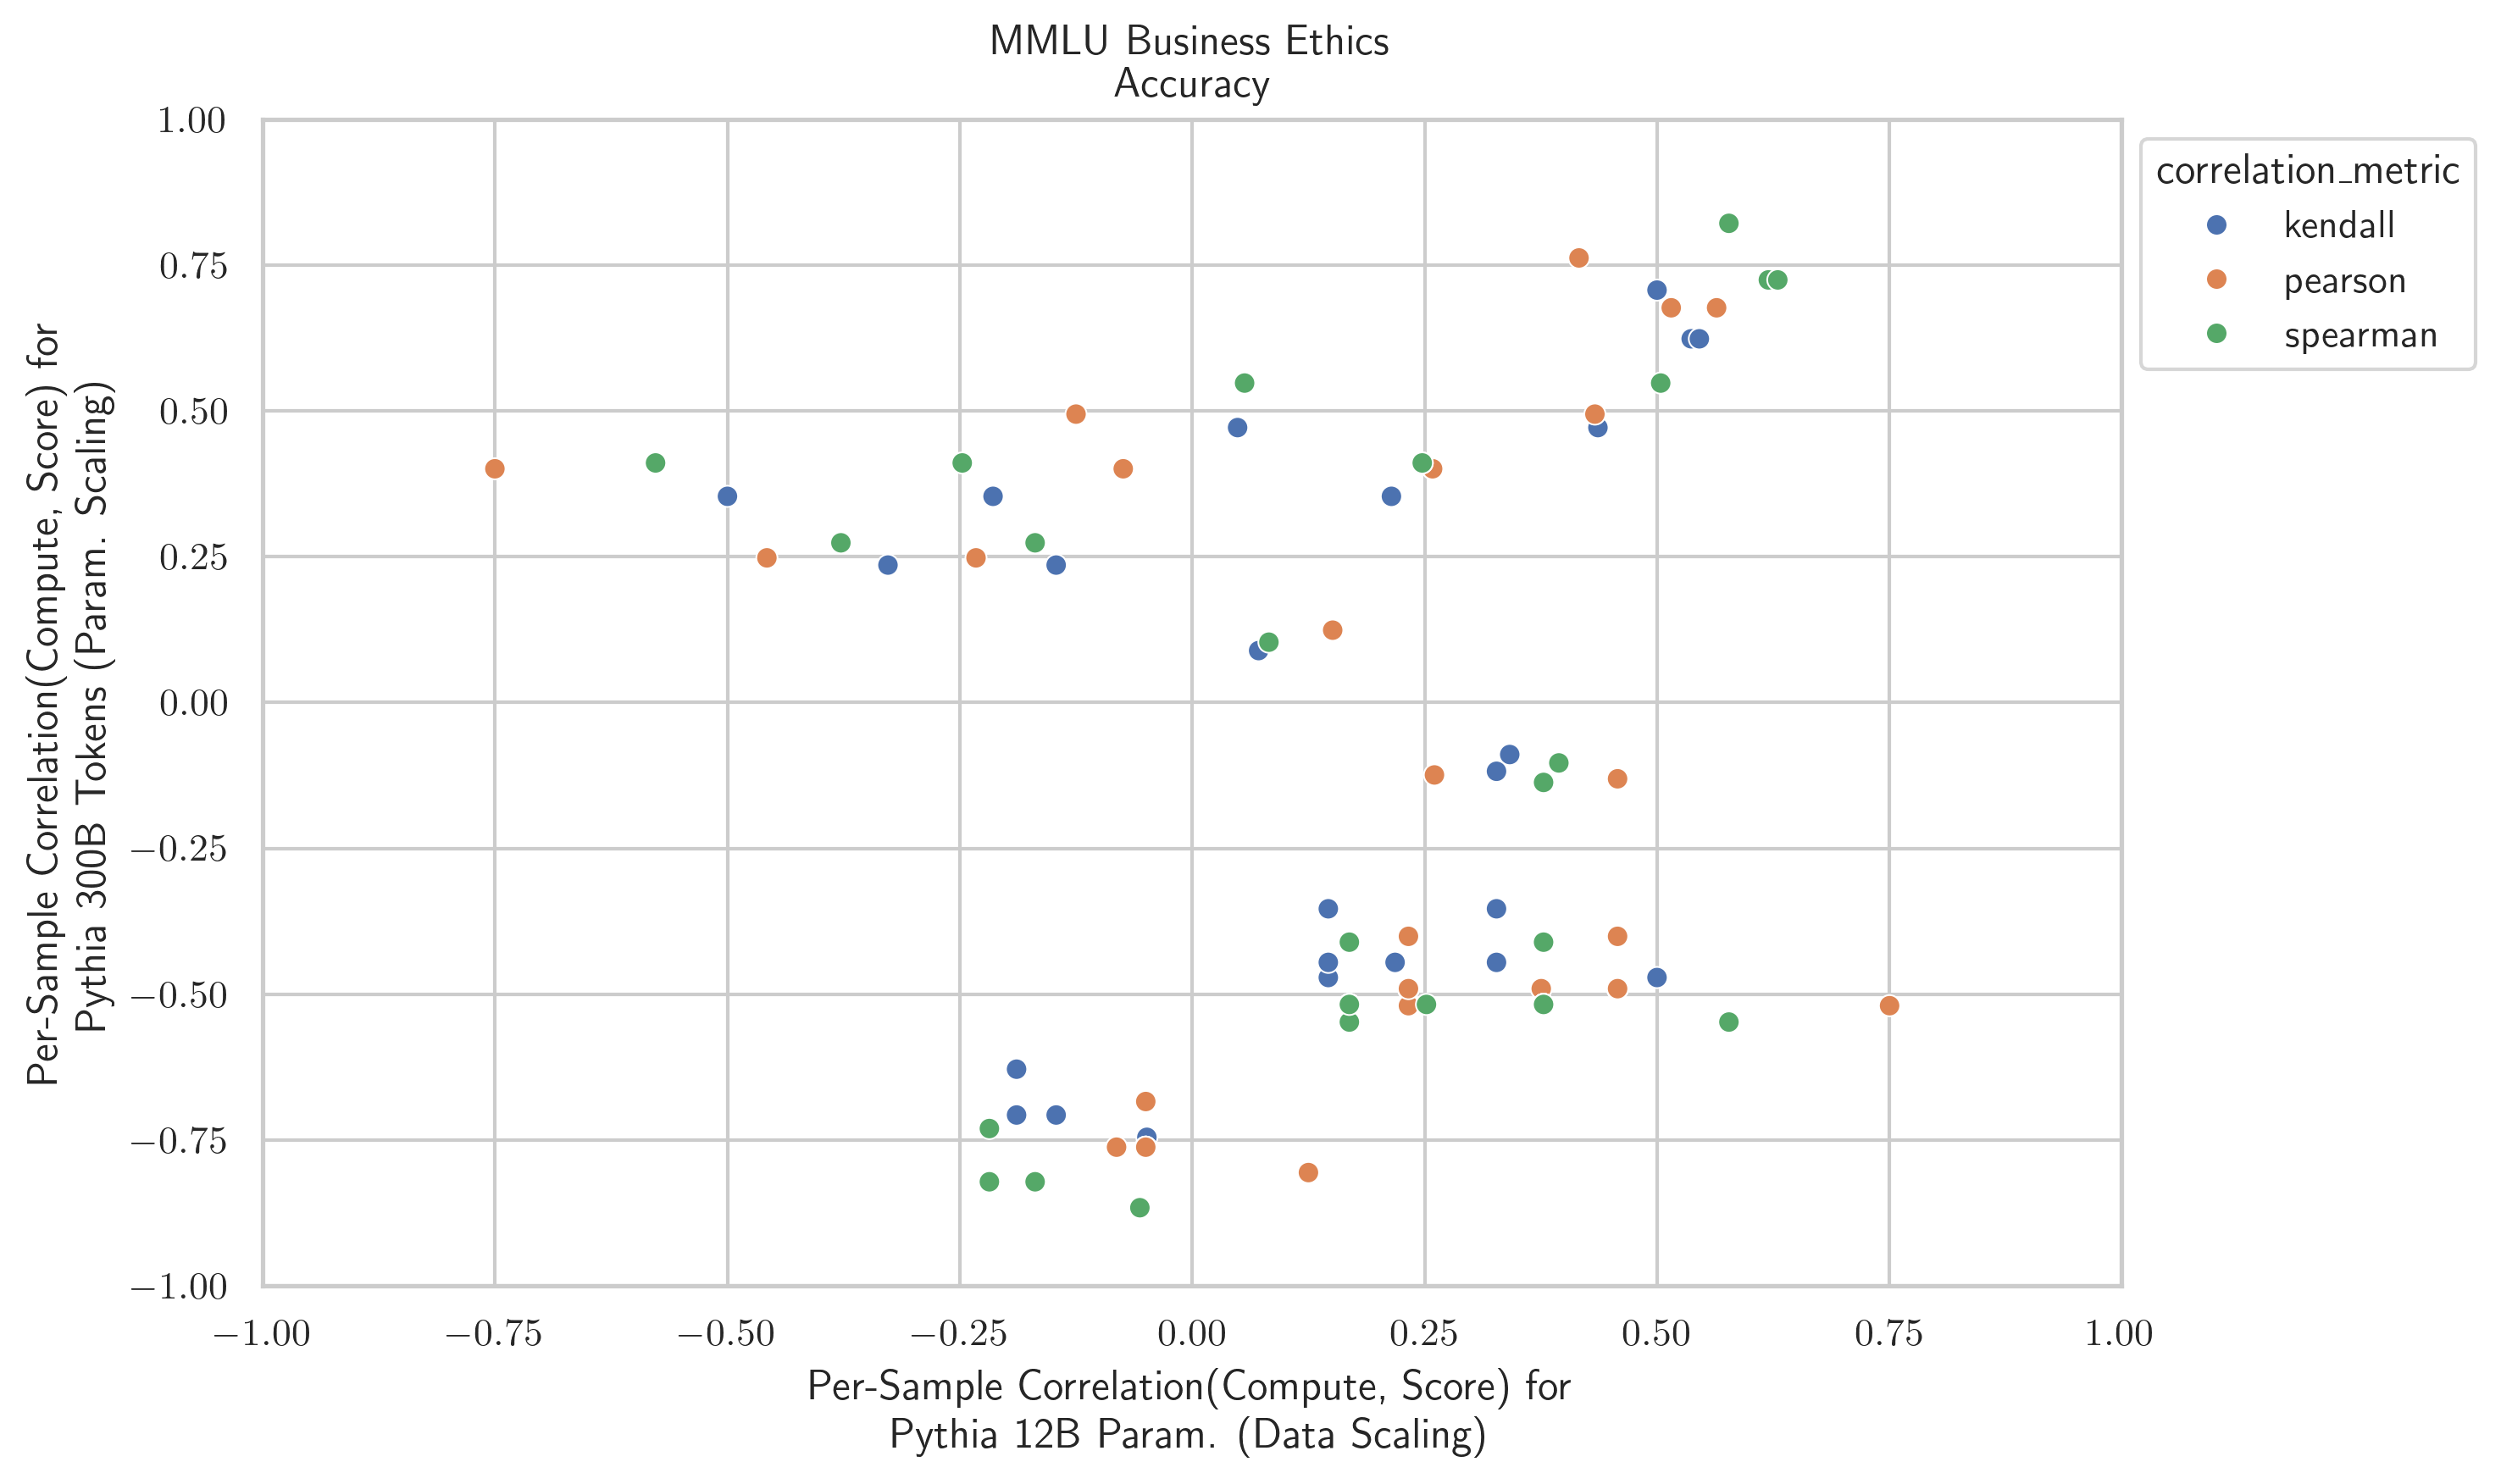 MMLU Business Ethics
Accuracy
Per-Sample Correlation(Compute, Score) for
Pythia 300B Tokens (Param. Scaling)
1.00
0.75
0.50
0.25
0.00
−0.25
−0.50
−0.75
−1.00
−1.00 −0.75 −0.50 −0.25 0.00 0.25 0.50 0.75 1.00
Per-Sample Correlation(Compute, Score) for
Pythia 12B Param. (Data Scaling)
correlation_metric
kendall
pearson
spearman